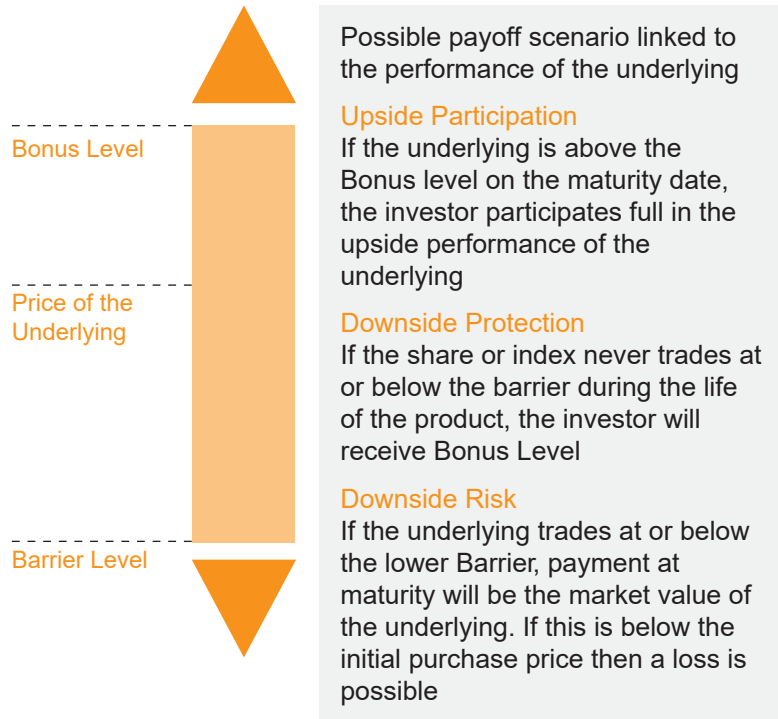 Bonus Level
Price of the
Underlying
Barrier Level
Possible payoff scenario linked to
the performance of the underlying
Upside Participation
If the underlying is above the
Bonus level on the maturity date,
the investor participates full in the
upside performance of the
underlying
Downside Protection
If the share or index never trades at
or below the barrier during the life
of the product, the investor will
receive Bonus Level
Downside Risk
If the underlying trades at or below
the lower Barrier, payment at
maturity will be the market value of
the underlying. If this is below the
initial purchase price then a loss is
possible